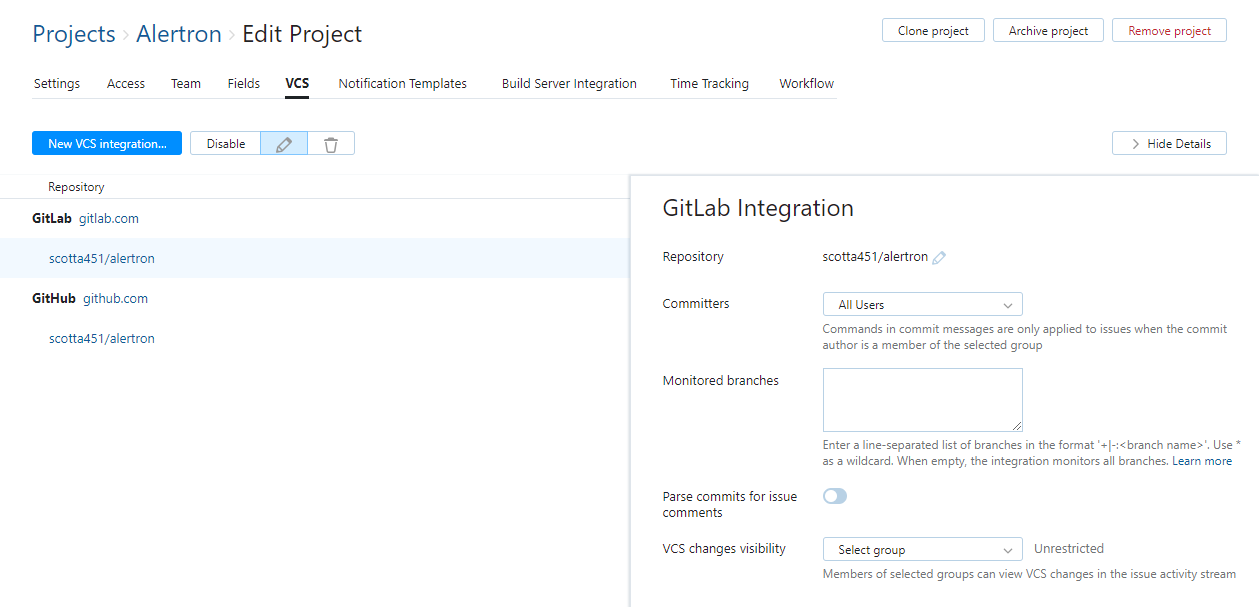 Projects › Alertron › Edit Project
Clone project Archive project Remove project
Settings Access Team Fields VCS Notification Templates Build Server Integration Time Tracking Workflow
New VCS integration... Disable
Hide Details
Repository
GitLab gitlab.com
scotta451/alertron
GitHub github.com
scotta451/alertron
GitLab Integration
Repository scotta451/alertron
Committers All Users
Commands in commit messages are only applied to issues when the commit
author is a member of the selected group
Monitored branches
Enter a line-separated list of branches in the format '+|-:<branch name>'. Use *
as a wildcard. When empty, the integration monitors all branches. Learn more
Parse commits for issue
comments
VCS changes visibility Select group Unrestricted
Members of selected groups can view VCS changes in the issue activity stream